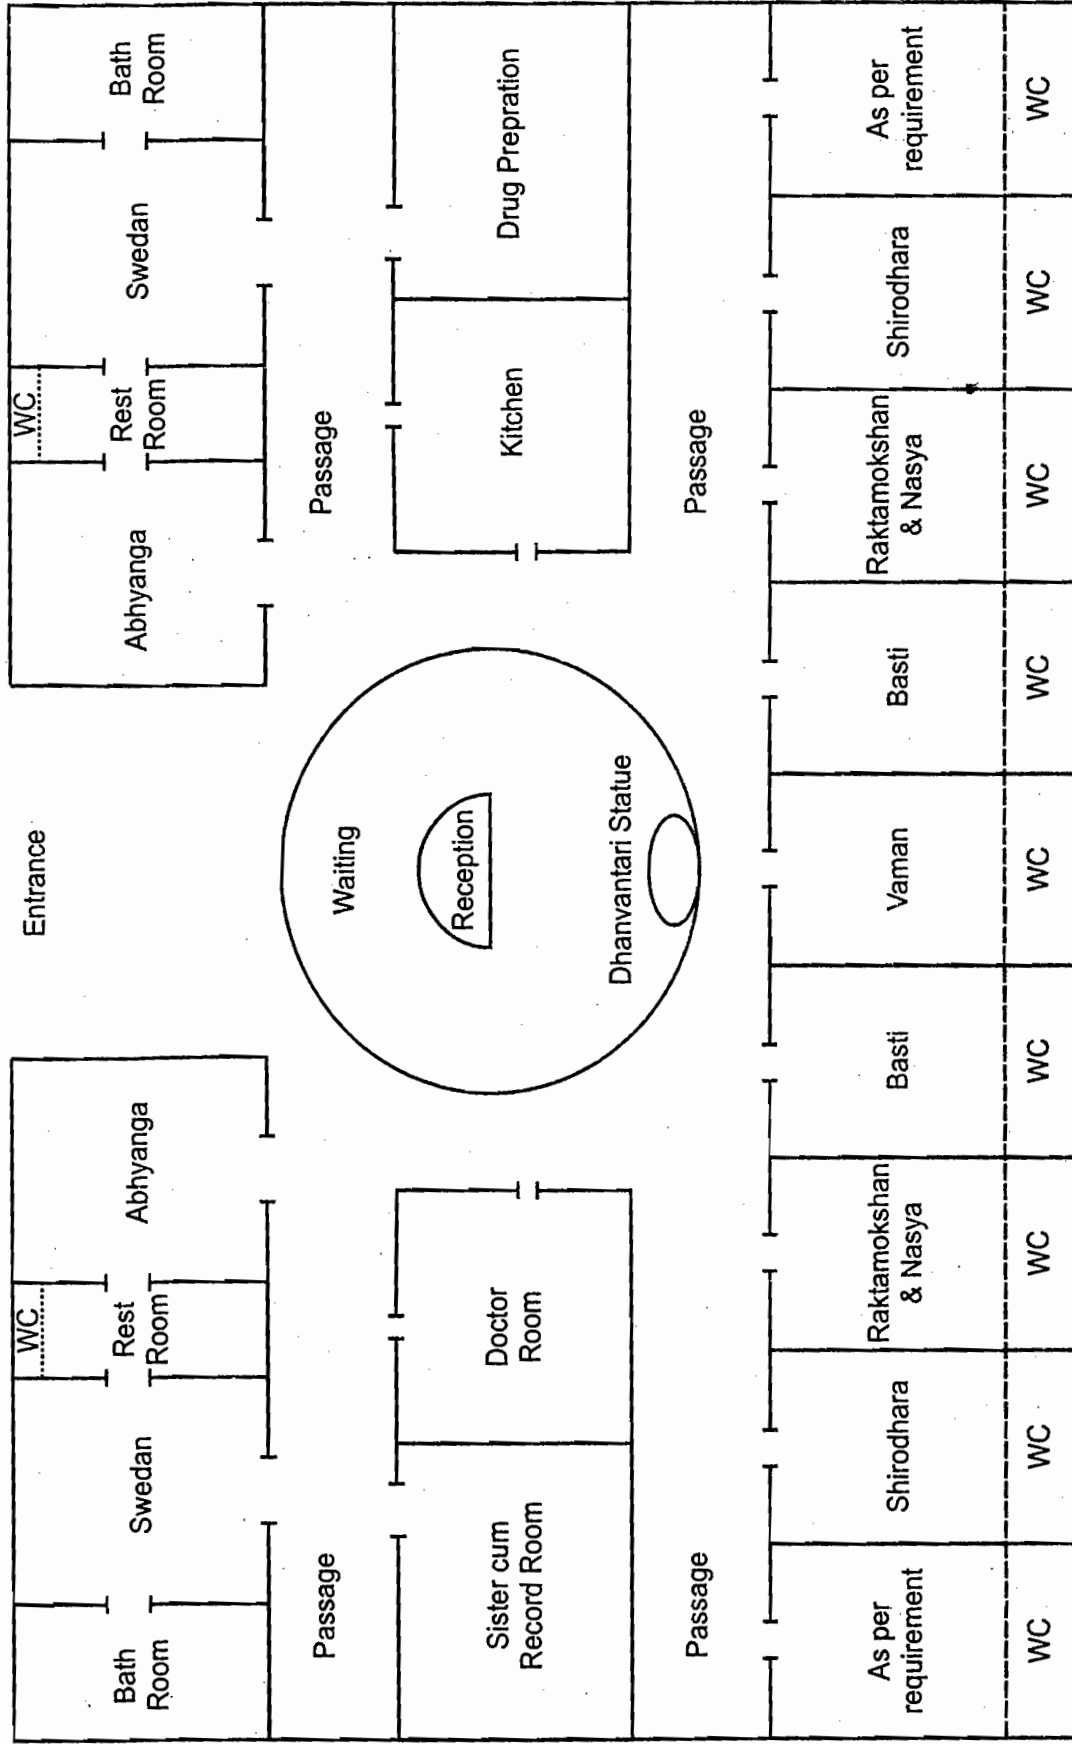 Bath
Room
Swedan
WC
Rest
Room
Abhyanga
Entrance
Abhyanga
WC
Rest
Room
Swedan
Bath
Room
Passage
Waiting
Passage
Sister cum
Record Room
Doctor
Room
Reception
Kitchen
Drug Prepration
Dhanvantari Statue
Passage
Passage
As per
requirement
Shirodhara
Raktamokshan
& Nasya
Basti
Vaman
Basti
Raktamokshan
& Nasya
Shirodhara
As per
requirement
WC
WC
WC
WC
WC
WC
WC
WC
WC